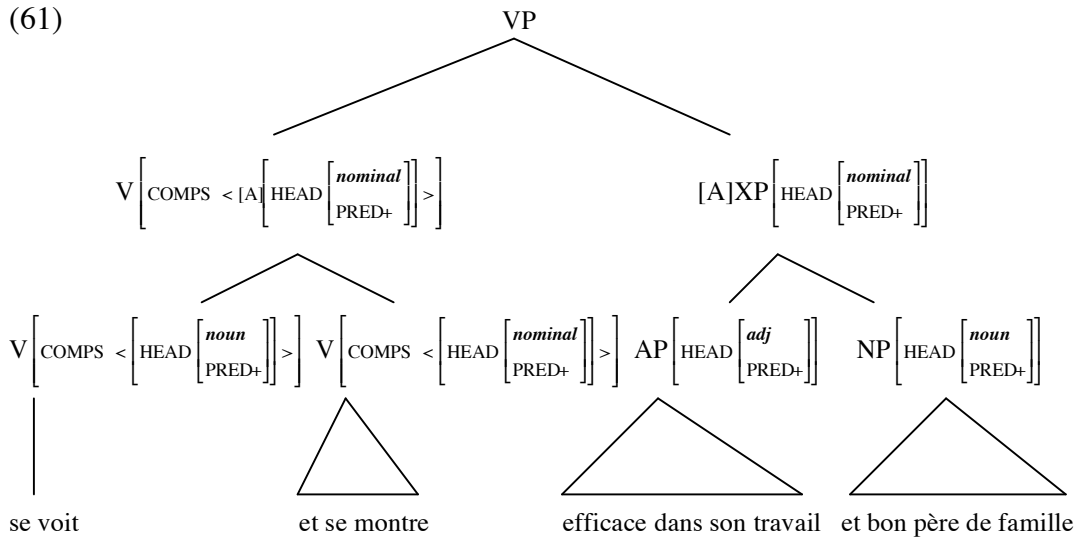 (61)
VP
V [COMPS < [A][HEAD [nominal PRED+]] >]
[A]XP [HEAD [nominal PRED+]]
V [COMPS < [HEAD [noun PRED+]] >]
V [COMPS < [HEAD [nominal PRED+]] >]
AP [HEAD [adj PRED+]]
NP [HEAD [noun PRED+]]
se voit
et se montre
efficace dans son travail
et bon père de famille